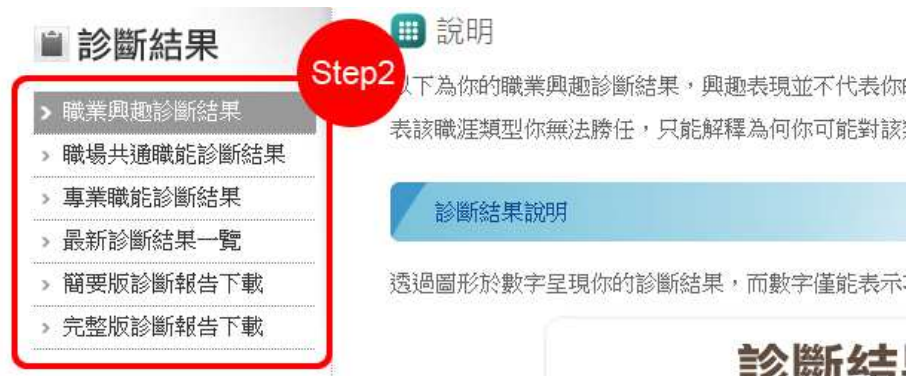 診斷結果
Step2
職業興趣診斷結果
職場共通職能診斷結果
專業職能診斷結果
最新診斷結果一覽
簡要版診斷報告下載
完整版診斷報告下載
說明
以下為你的職業興趣診斷結果，興趣表現並不代表你
表該職涯類型你無法勝任，只能解釋為何你可能對該
診斷結果說明
透過圖形於數字呈現你的診斷結果，而數字僅能表示
診斷結果